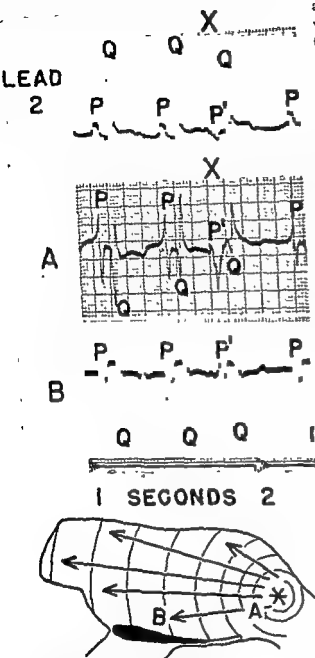 X
Q Q Q
LEAD
2
P P P' P
X
P P P' P
A
Q Q Q
P P P' P
B
Q Q Q
1 SECONDS 2
B A